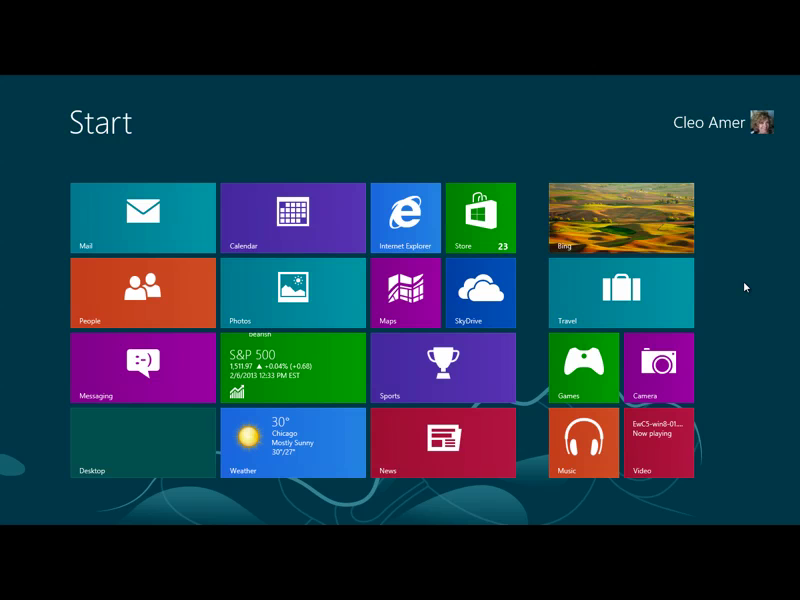 Start
Cleo Amer
Mail
Calendar
Internet Explorer
Store 23
Bing
People
Photos
Maps
SkyDrive
Travel
Messaging
bearish
S&P 500
1,511.97 ▲ +0.04% (+0.68)
2/6/2013 12:33 PM EST
Sports
Games
Camera
Desktop
30°
Chicago
Mostly Sunny
30°/27°
Weather
News
Music
EwC5-win8-01....
Now playing
Video